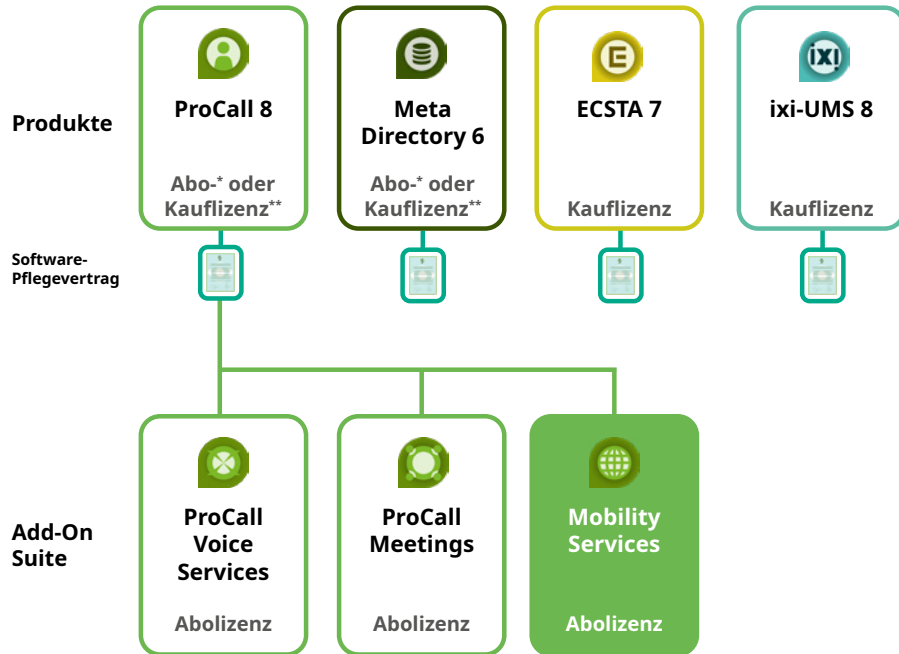 Produkte
ProCall 8
Abo-* oder
Kauflizenz**
Meta
Directory 6
Abo-* oder
Kauflizenz**
E
ECSTA 7
Kauflizenz
ixi
ixi-UMS 8
Kauflizenz
Software-
Pflegevertrag
Add-On
Suite
ProCall
Voice
Services
Abolizenz
ProCall
Meetings
Abolizenz
Mobility
Services
Abolizenz